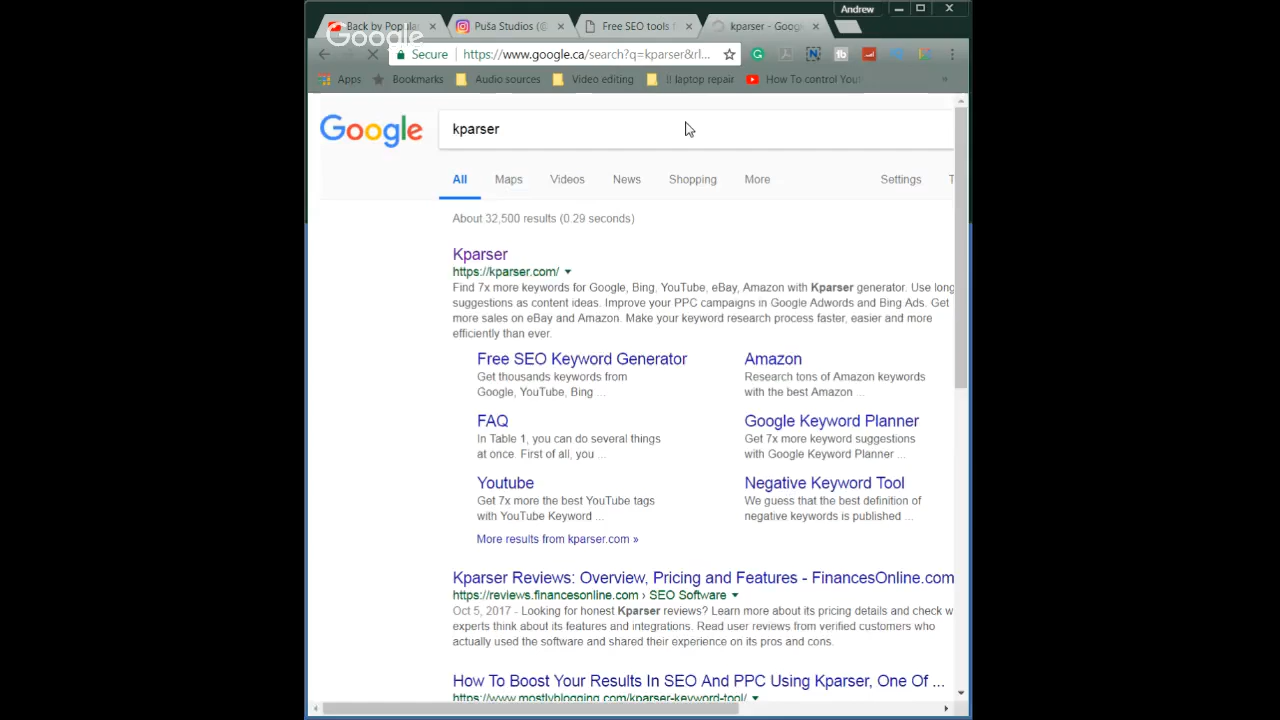 Andrew
Back by Popula
Puša Studios (@
Free SEO tools f
kparser - Goog
Google
Secure
https://www.google.ca/search?q=kparser&rl...
Apps
Bookmarks
Audio sources
Video editing
laptop repair
How To control You
»
Google
kparser
All
Maps
Videos
News
Shopping
More
Settings
T
About 32,500 results (0.29 seconds)
Kparser
https://kparser.com/
Find 7x more keywords for Google, Bing, YouTube, eBay, Amazon with Kparser generator. Use long
suggestions as content ideas. Improve your PPC campaigns in Google Adwords and Bing Ads. Get
more sales on eBay and Amazon. Make your keyword research process faster, easier and more
efficiently than ever.
Free SEO Keyword Generator
Get thousands keywords from
Google, YouTube, Bing ...
Amazon
Research tons of Amazon keywords
with the best Amazon ...
FAQ
In Table 1, you can do several things
at once. First of all, you ...
Google Keyword Planner
Get 7x more keyword suggestions
with Google Keyword Planner ...
Youtube
Get 7x more the best YouTube tags
with YouTube Keyword ...
Negative Keyword Tool
We guess that the best definition of
negative keywords is published ...
More results from kparser.com »
Kparser Reviews: Overview, Pricing and Features - FinancesOnline.com
https://reviews.financesonline.com › SEO Software
Oct 5, 2017 - Looking for honest Kparser reviews? Learn more about its pricing details and check w
experts think about its features and integrations. Read user reviews from verified customers who
actually used the software and shared their experience on its pros and cons.
How To Boost Your Results In SEO And PPC Using Kparser, One Of ...
https://www.mostlyblogging.com/kparser-keyword-tool/